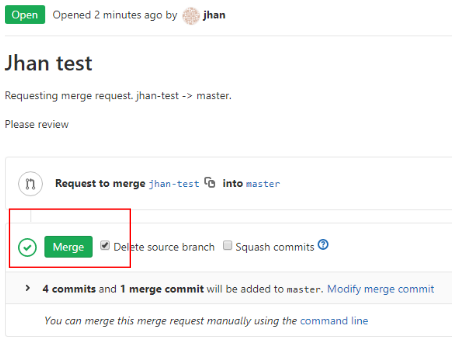 Open Opened 2 minutes ago by jhan
Jhan test
Requesting merge request. jhan-test -> master.
Please review
Request to merge jhan-test into master
Merge Delete source branch Squash commits ?
4 commits and 1 merge commit will be added to master. Modify merge commit
You can merge this merge request manually using the command line